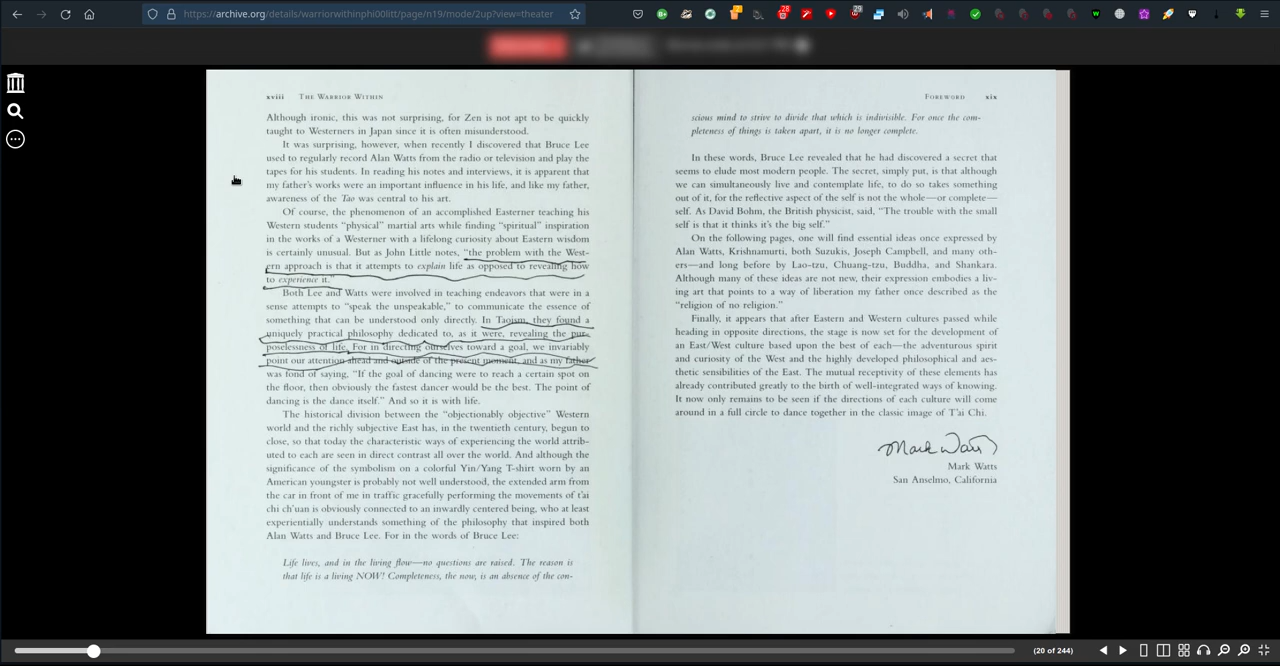 https://archive.org/details/warriorwithinphi00litt/page/n19/mode/2up?view=theater
28
29
xviii THE WARRIOR WITHIN
Although ironic, this was not surprising, for Zen is not apt to be quickly
taught to Westerners in Japan since it is often misunderstood.
It was surprising, however, when recently I discovered that Bruce Lee
used to regularly record Alan Watts from the radio or television and play the
tapes for his students. In reading his notes and interviews, it is apparent that
my father's works were an important influence in his life, and like my father,
awareness of the Tao was central to his art.
Of course, the phenomenon of an accomplished Easterner teaching his
Western students “physical” martial arts while finding “spiritual” inspiration
in the works of a Westerner with a lifelong curiosity about Eastern wisdom
is certainly unusual. But as John Little notes, “the problem with the West-
ern approach is that it attempts to explain life as opposed to revealing how
to experience it.”
Both Lee and Watts were involved in teaching endeavors that were in a
sense attempts to “speak the unspeakable,” to communicate the essence of
something that can be understood only directly. In Taoism, they found a
uniquely practical philosophy dedicated to, as it were, revealing the pur-
poselessness of life. For in directing ourselves toward a goal, we invariably
point our attention ahead and outside of the present moment, and as my father
was fond of saying, “If the goal of dancing were to reach a certain spot on
the floor, then obviously the fastest dancer would be the best. The point of
dancing is the dance itself.” And so it is with life.
The historical division between the “objectionably objective” Western
world and the richly subjective East has, in the twentieth century, begun to
close, so that today the characteristic ways of experiencing the world attrib-
uted to each are seen in direct contrast all over the world. And although the
significance of the symbolism on a colorful Yin/Yang T-shirt worn by an
American youngster is probably not well understood, the extended arm from
the car in front of me in traffic gracefully performing the movements of t'ai
chi ch'uan is obviously connected to an inwardly centered being, who at least
experientially understands something of the philosophy that inspired both
Alan Watts and Bruce Lee. For in the words of Bruce Lee:
Life lives, and in the living flow—no questions are raised. The reason is
that life is a living NOW! Completeness, the now, is an absence of the con-
FOREWORD xix
scious mind to strive to divide that which is indivisible. For once the com-
pleteness of things is taken apart, it is no longer complete.
In these words, Bruce Lee revealed that he had discovered a secret that
seems to elude most modern people. The secret, simply put, is that although
we can simultaneously live and contemplate life, to do so takes something
out of it, for the reflective aspect of the self is not the whole—or complete—
self. As David Bohm, the British physicist, said, “The trouble with the small
self is that it thinks it's the big self.”
On the following pages, one will find essential ideas once expressed by
Alan Watts, Krishnamurti, both Suzukis, Joseph Campbell, and many oth-
ers—and long before by Lao-tzu, Chuang-tzu, Buddha, and Shankara.
Although many of these ideas are not new, their expression embodies a liv-
ing art that points to a way of liberation my father once described as the
“religion of no religion.”
Finally, it appears that after Eastern and Western cultures passed while
heading in opposite directions, the stage is now set for the development of
an East/West culture based upon the best of each—the adventurous spirit
and curiosity of the West and the highly developed philosophical and aes-
thetic sensibilities of the East. The mutual receptivity of these elements has
already contributed greatly to the birth of well-integrated ways of knowing.
It now only remains to be seen if the directions of each culture will come
around in a full circle to dance together in the classic image of T'ai Chi.
Mark Watts
Mark Watts
San Anselmo, California
(20 of 244)